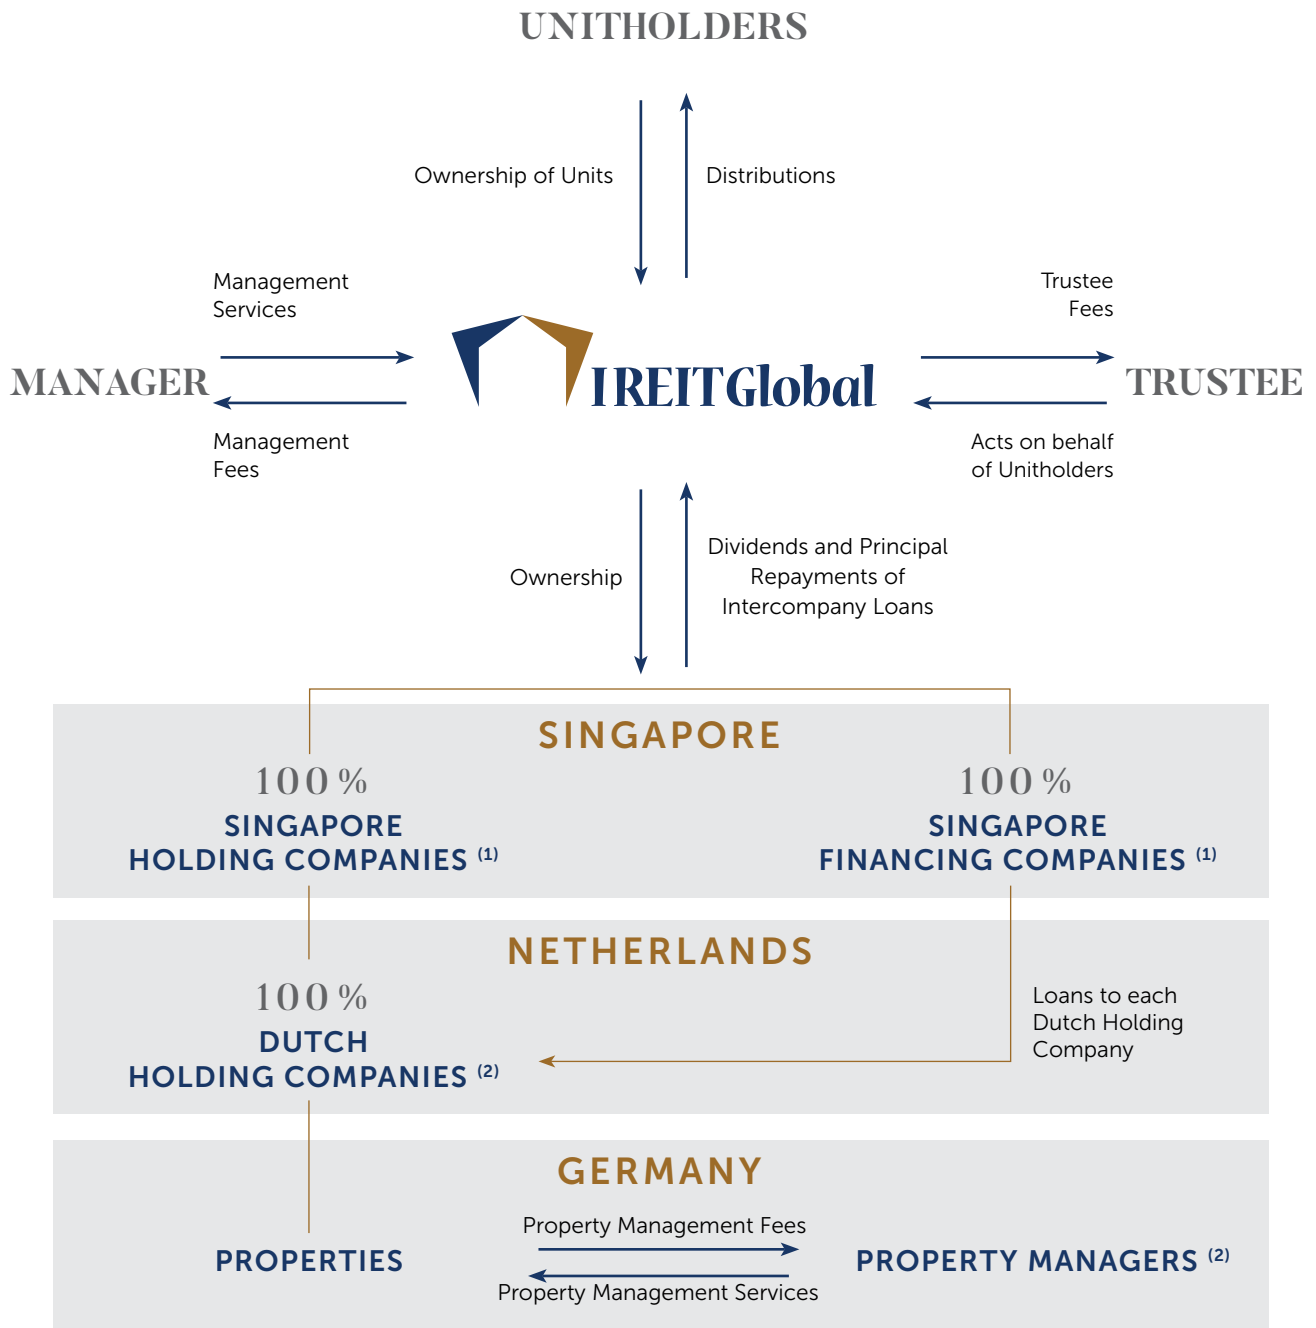 UNITHOLDERS
Ownership of Units
Distributions
Management
Services
Trustee
Fees
MANAGER
IREITGlobal
TRUSTEE
Management
Fees
Acts on behalf
of Unitholders
Ownership
Dividends and Principal
Repayments of
Intercompany Loans
SINGAPORE
100%
SINGAPORE
HOLDING COMPANIES (1)
100%
SINGAPORE
FINANCING COMPANIES (1)
NETHERLANDS
100%
DUTCH
HOLDING COMPANIES (2)
Loans to each
Dutch Holding
Company
GERMANY
PROPERTIES
Property Management Fees
Property Management Services
PROPERTY MANAGERS (2)